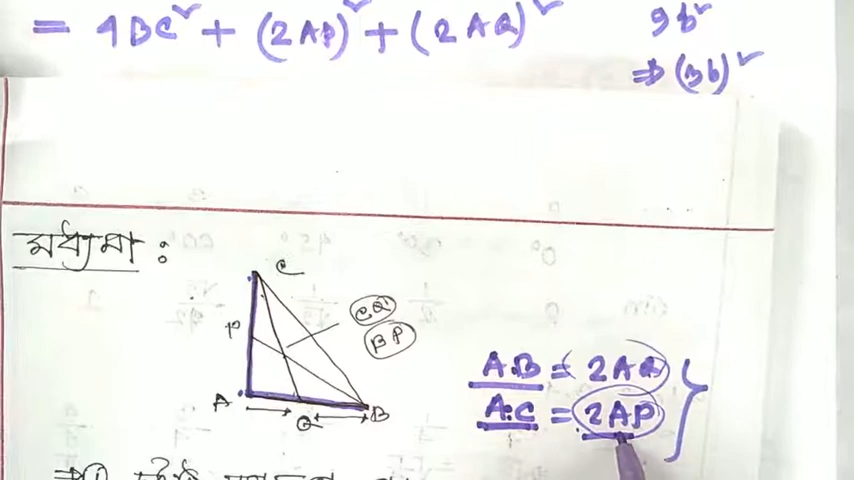 = 4BC² + (2AP)² + (2AQ)²
9b²
⇒ (3b)²
মধ্যমা :
C
P
CQ
BP
A
Q
B
AB = 2AQ
AC = 2AP